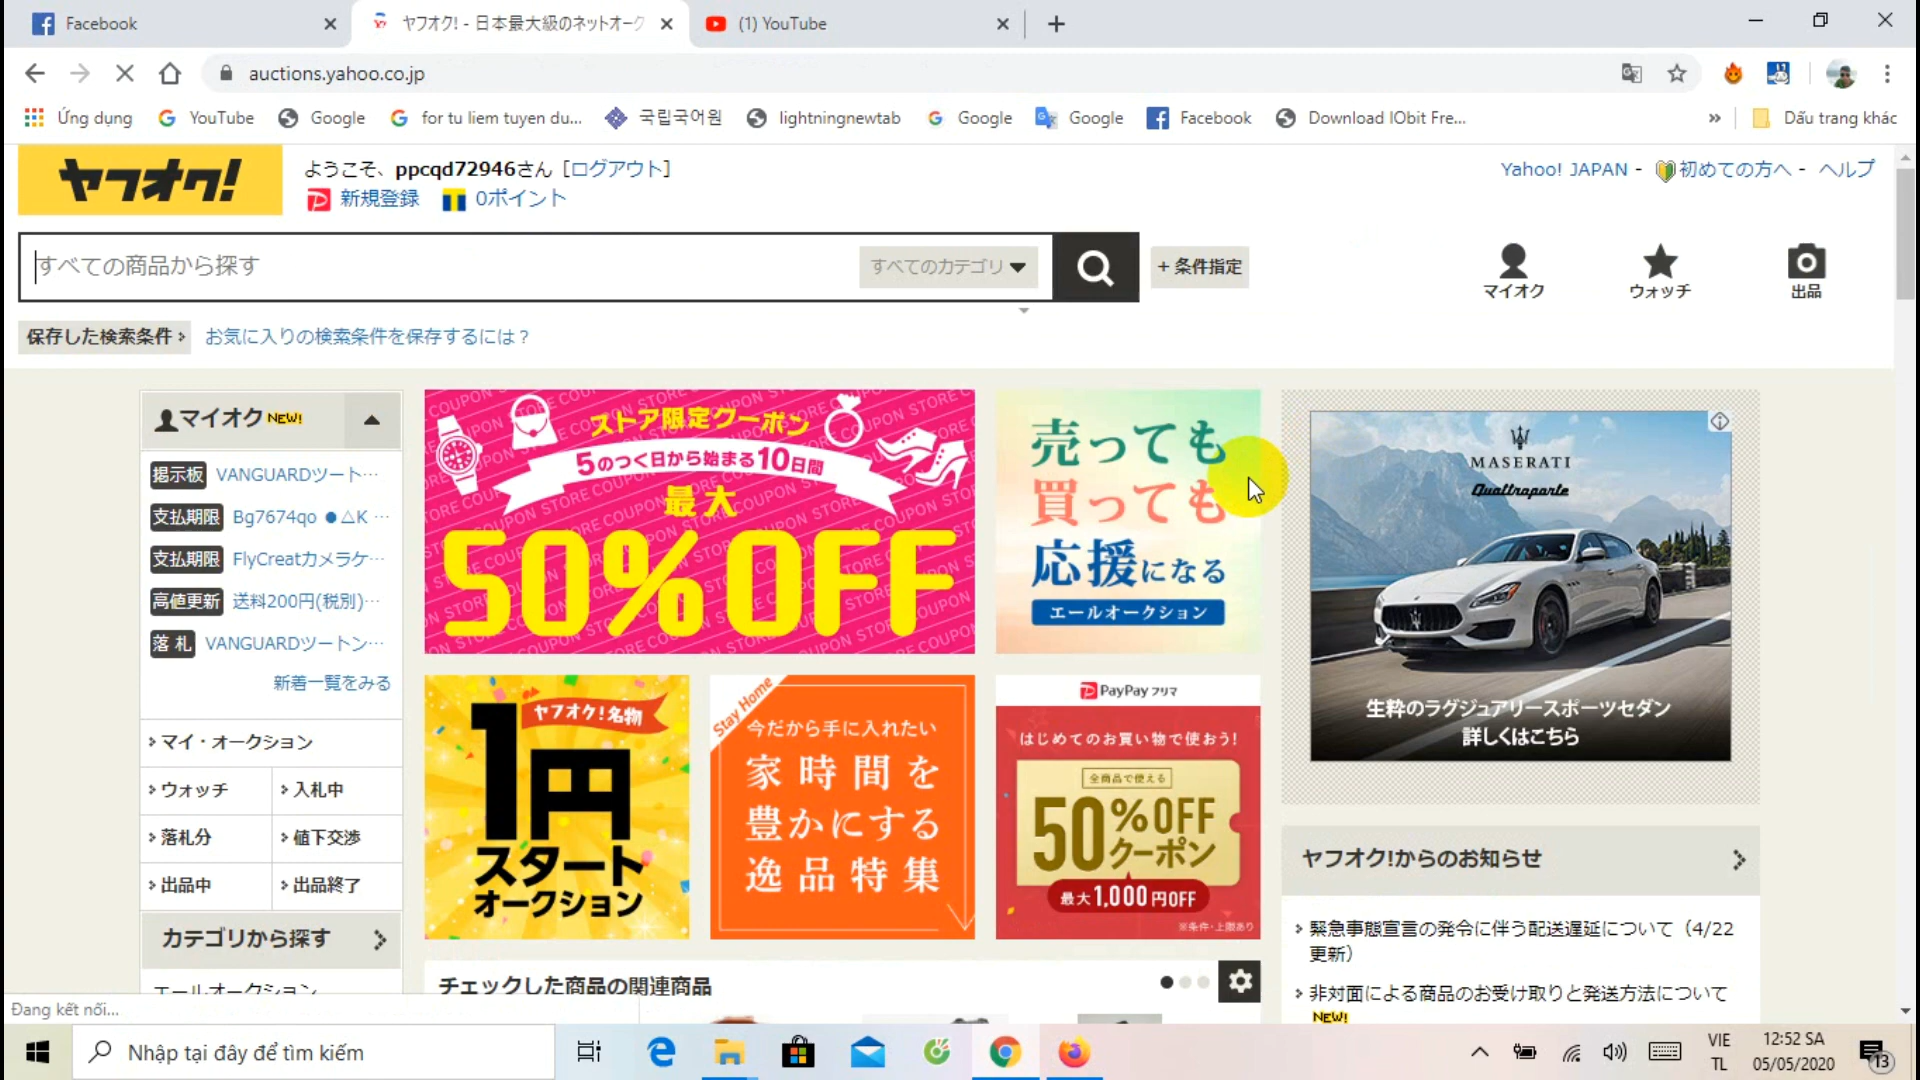 Facebook
ヤフオク! - 日本最大級のネットオーク
(1) YouTube
auctions.yahoo.co.jp
Ứng dụng
YouTube
Google
for tu liem tuyen du...
국립국어원
lightningnewtab
Google
Google
Facebook
Download IObit Fre...
»
Dấu trang khác
ヤフオク!
ようこそ、ppcqd72946さん [ログアウト]
新規登録 0ポイント
Yahoo! JAPAN - 初めての方へ - ヘルプ
すべての商品から探す
すべてのカテゴリ
+ 条件指定
マイオク
ウォッチ
出品
保存した検索条件
お気に入りの検索条件を保存するには？
マイオク NEW!
掲示板 VANGUARDツート…
支払期限 Bg7674qo ●△K …
支払期限 FlyCreatカメラケ…
高値更新 送料200円(税別)…
落札 VANGUARDツートン…
新着一覧をみる
マイ・オークション
ウォッチ
入札中
落札分
値下交渉
出品中
出品終了
カテゴリから探す
エールオークション
ストア限定クーポン
5のつく日から始まる10日間
最大
50%OFF
売っても
買っても
応援になる
エールオークション
MASERATI
Quattroporte
生粋のラグジュアリースポーツセダン
詳しくはこちら
ヤフオク!名物
1円
スタート
オークション
Stay Home
今だから手に入れたい
家時間を
豊かにする
逸品特集
PayPay フリマ
はじめてのお買い物で使おう!
全商品で使える
50%OFF
クーポン
最大1,000円OFF
※条件・上限あり
ヤフオク!からのお知らせ
緊急事態宣言の発令に伴う配送遅延について（4/22
更新）
非対面による商品のお受け取りと発送方法について
NEW!
チェックした商品の関連商品
Đang kết nối...
Nhập tại đây để tìm kiếm
VIE
TL
12:52 SA
05/05/2020
13